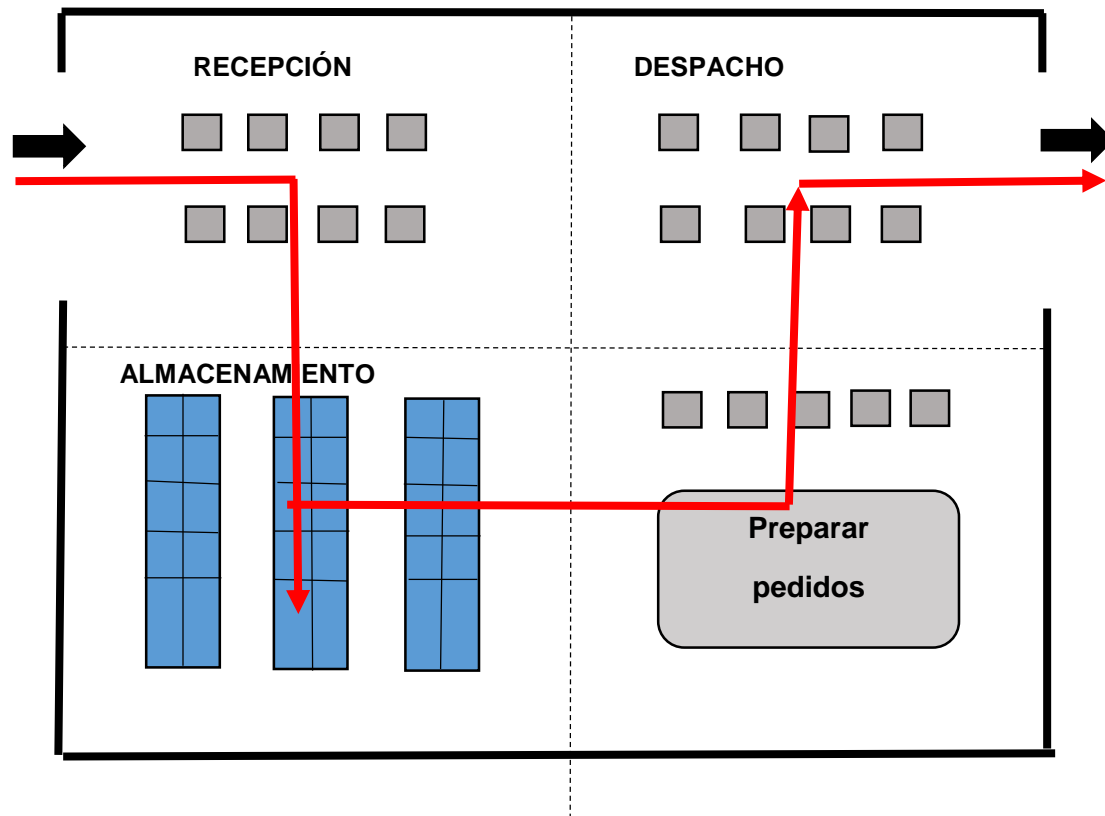 RECEPCIÓN
DESPACHO
ALMACENAMIENTO
Preparar
pedidos